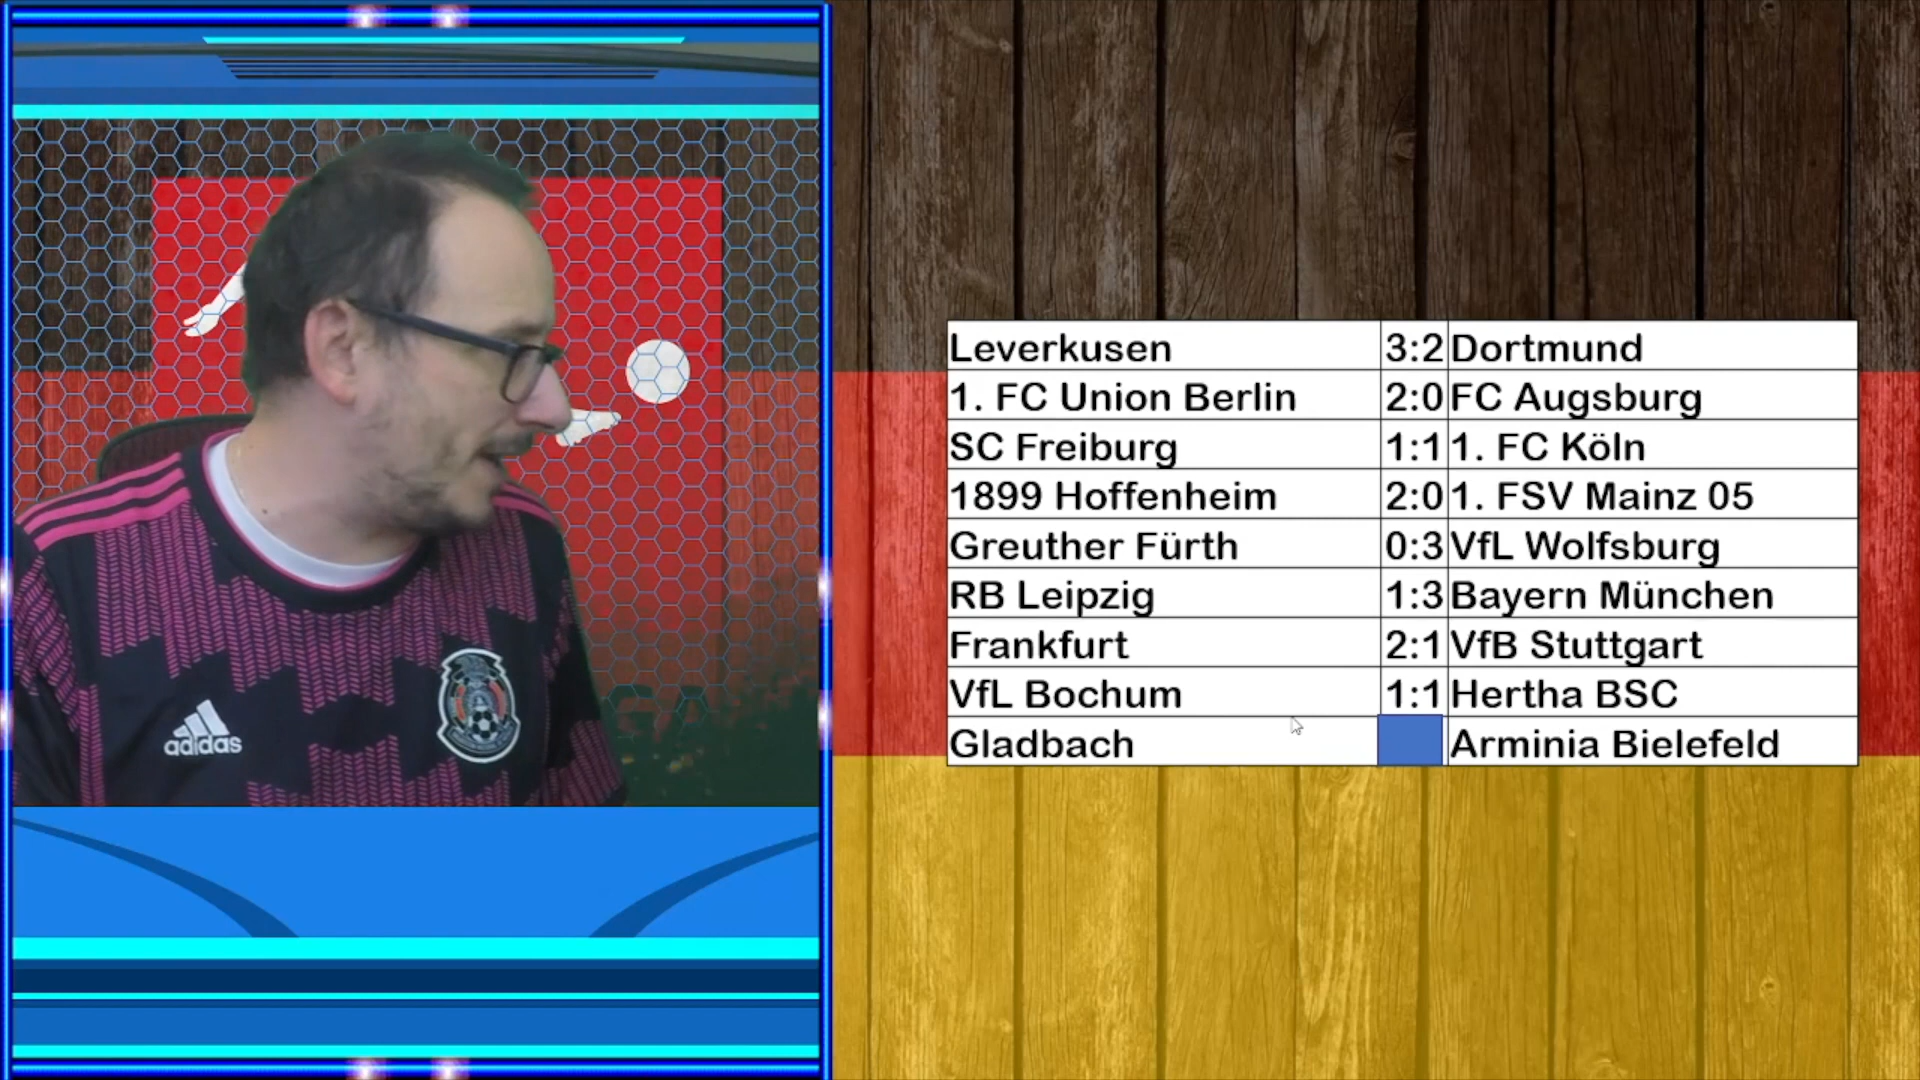 adidas
Leverkusen 3:2 Dortmund
1. FC Union Berlin 2:0 FC Augsburg
SC Freiburg 1:1 1. FC Köln
1899 Hoffenheim 2:0 1. FSV Mainz 05
Greuther Fürth 0:3 VfL Wolfsburg
RB Leipzig 1:3 Bayern München
Frankfurt 2:1 VfB Stuttgart
VfL Bochum 1:1 Hertha BSC
Gladbach Arminia Bielefeld